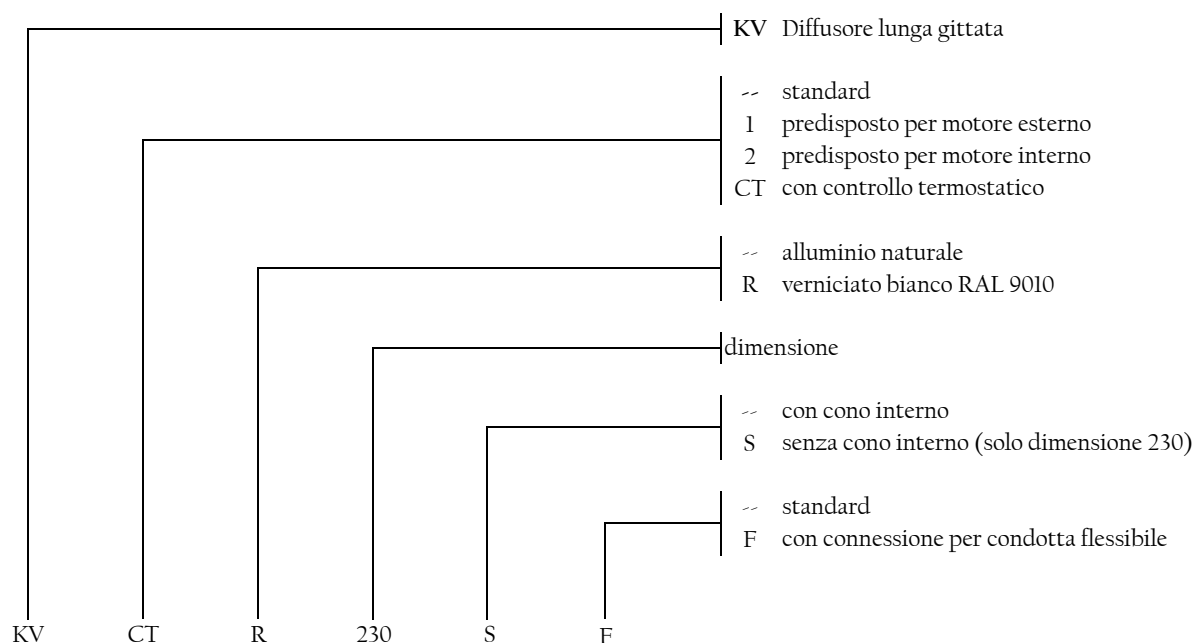 KV Diffusore lunga gittata
-- standard
1 predisposto per motore esterno
2 predisposto per motore interno
CT con controllo termostatico
-- alluminio naturale
R verniciato bianco RAL 9010
dimensione
-- con cono interno
S senza cono interno (solo dimensione 230)
-- standard
F con connessione per condotta flessibile
KV CT R 230 S F